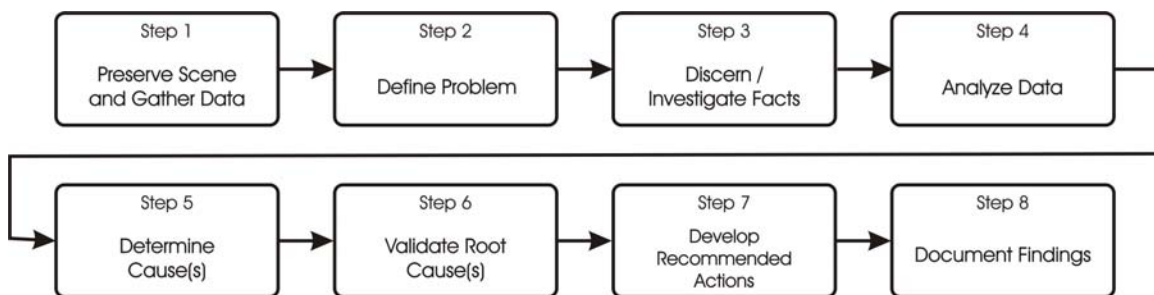 Step 1
Preserve Scene
and Gather Data
Step 2
Define Problem
Step 3
Discern /
Investigate Facts
Step 4
Analyze Data
Step 5
Determine
Cause(s)
Step 6
Validate Root
Cause(s)
Step 7
Develop
Recommended
Actions
Step 8
Document Findings